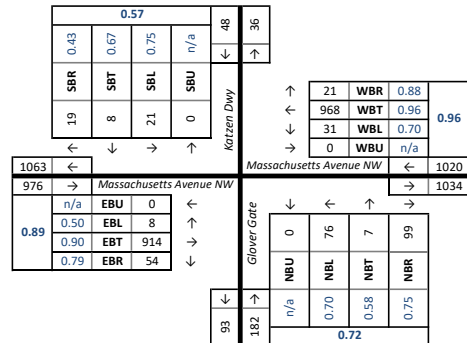 0.57
0.43 0.67 0.75 n/a
SBR SBT SBL SBU
19 8 21 0
← ↓ → ↑
48 36
↓ ↑
Katzen Dwy
↑ 21 WBR 0.88
← 968 WBT 0.96
↓ 31 WBL 0.70
→ 0 WBU n/a
0.96
1063 ←
Massachusetts Avenue NW ← 1020
976 → Massachusetts Avenue NW
→ 1034
0.89
n/a EBU 0 ←
0.50 EBL 8 ↑
0.90 EBT 914 →
0.79 EBR 54 ↓
Glover Gate
↓ ↑
93 182
↓ ← ↑ →
0 76 7 99
NBU NBL NBT NBR
n/a 0.70 0.58 0.75
0.72